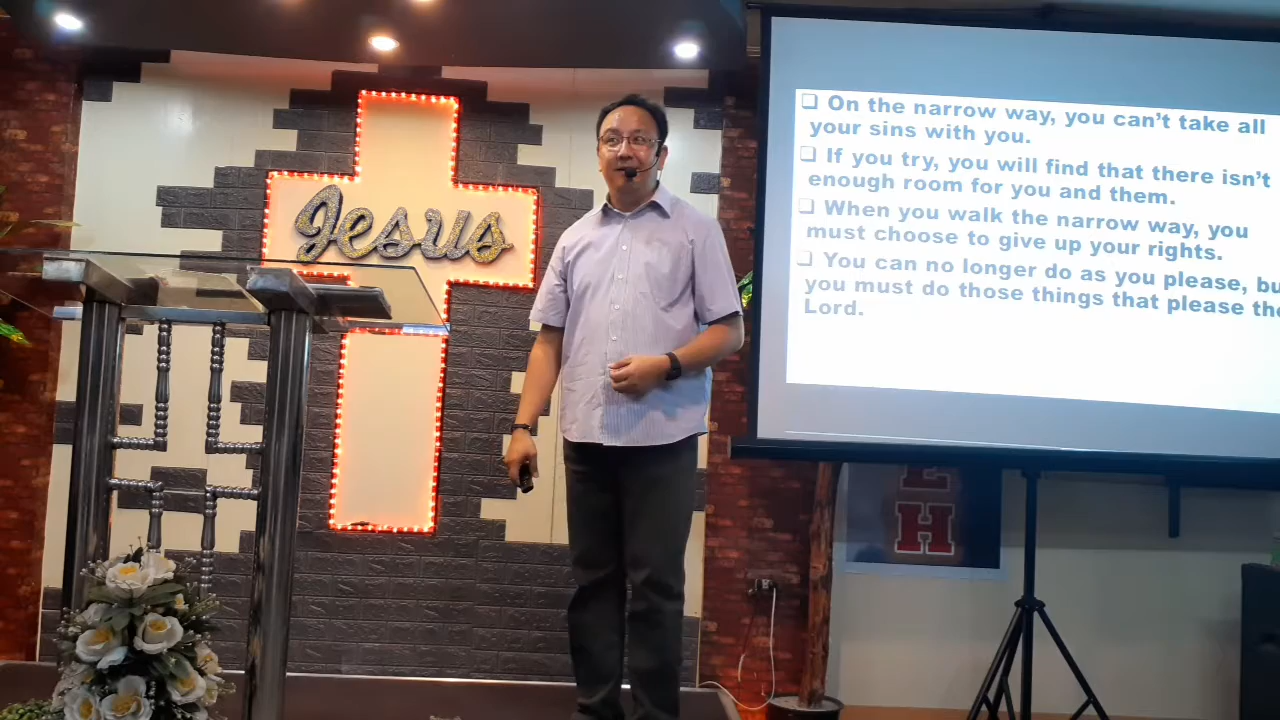 Jesus
❑ On the narrow way, you can't take all
your sins with you.
❑ If you try, you will find that there isn't
enough room for you and them.
❑ When you walk the narrow way, you
must choose to give up your rights.
❑ You can no longer do as you please, bu
you must do those things that please the
Lord.
E
H